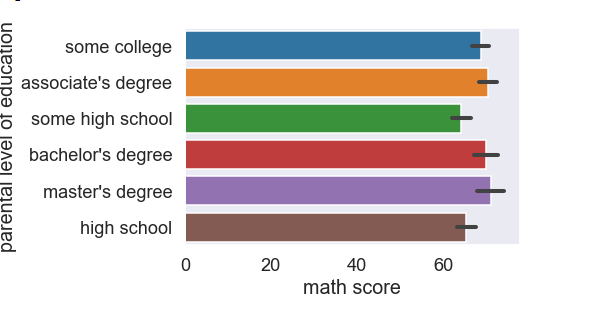 parental level of education
some college
associate's degree
some high school
bachelor's degree
master's degree
high school
0 20 40 60
math score